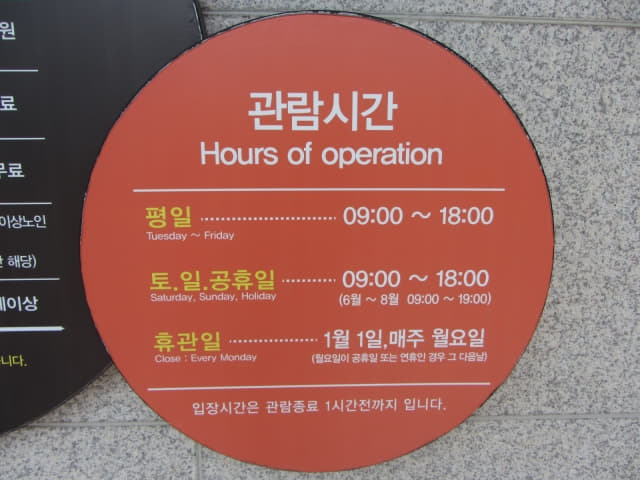 원
료
무료
이상노인
해당)
세이상
니다.
관람시간
Hours of operation
평일 09:00 ~ 18:00
Tuesday ~ Friday
토.일.공휴일 09:00 ~ 18:00
Saturday, Sunday, Holiday (6월 ~ 8월 09:00 ~ 19:00)
휴관일 1월 1일,매주 월요일
Close : Every Monday (월요일이 공휴일 또는 연휴인 경우 그 다음날)
입장시간은 관람종료 1시간전까지 입니다.